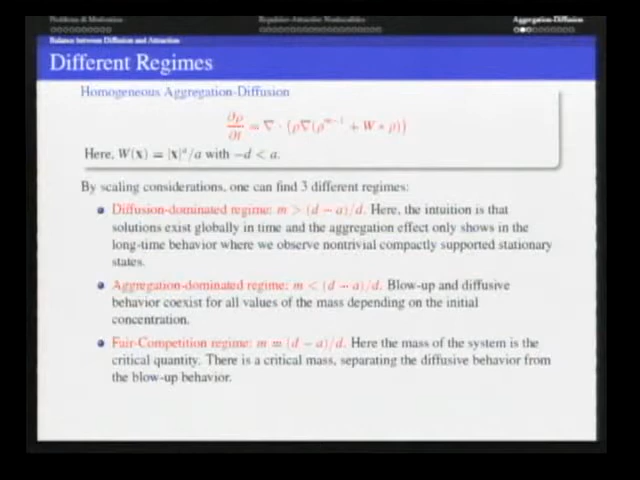 Problems & Motivation
Repulsive-Attractive Nonlocalities
Aggregation-Diffusion
Balance between Diffusion and Attraction
Different Regimes
Homogeneous Aggregation-Diffusion
∂ρ/∂t = ∇ · (ρ∇(ρ^{m−1} + W ∗ ρ))
Here, W(x) = |x|^a/a with −d < a.
By scaling considerations, one can find 3 different regimes:
Diffusion-dominated regime: m > (d − a)/d. Here, the intuition is that
solutions exist globally in time and the aggregation effect only shows in the
long-time behavior where we observe nontrivial compactly supported stationary
states.
Aggregation-dominated regime: m < (d − a)/d. Blow-up and diffusive
behavior coexist for all values of the mass depending on the initial
concentration.
Fair-Competition regime: m = (d − a)/d. Here the mass of the system is the
critical quantity. There is a critical mass, separating the diffusive behavior from
the blow-up behavior.